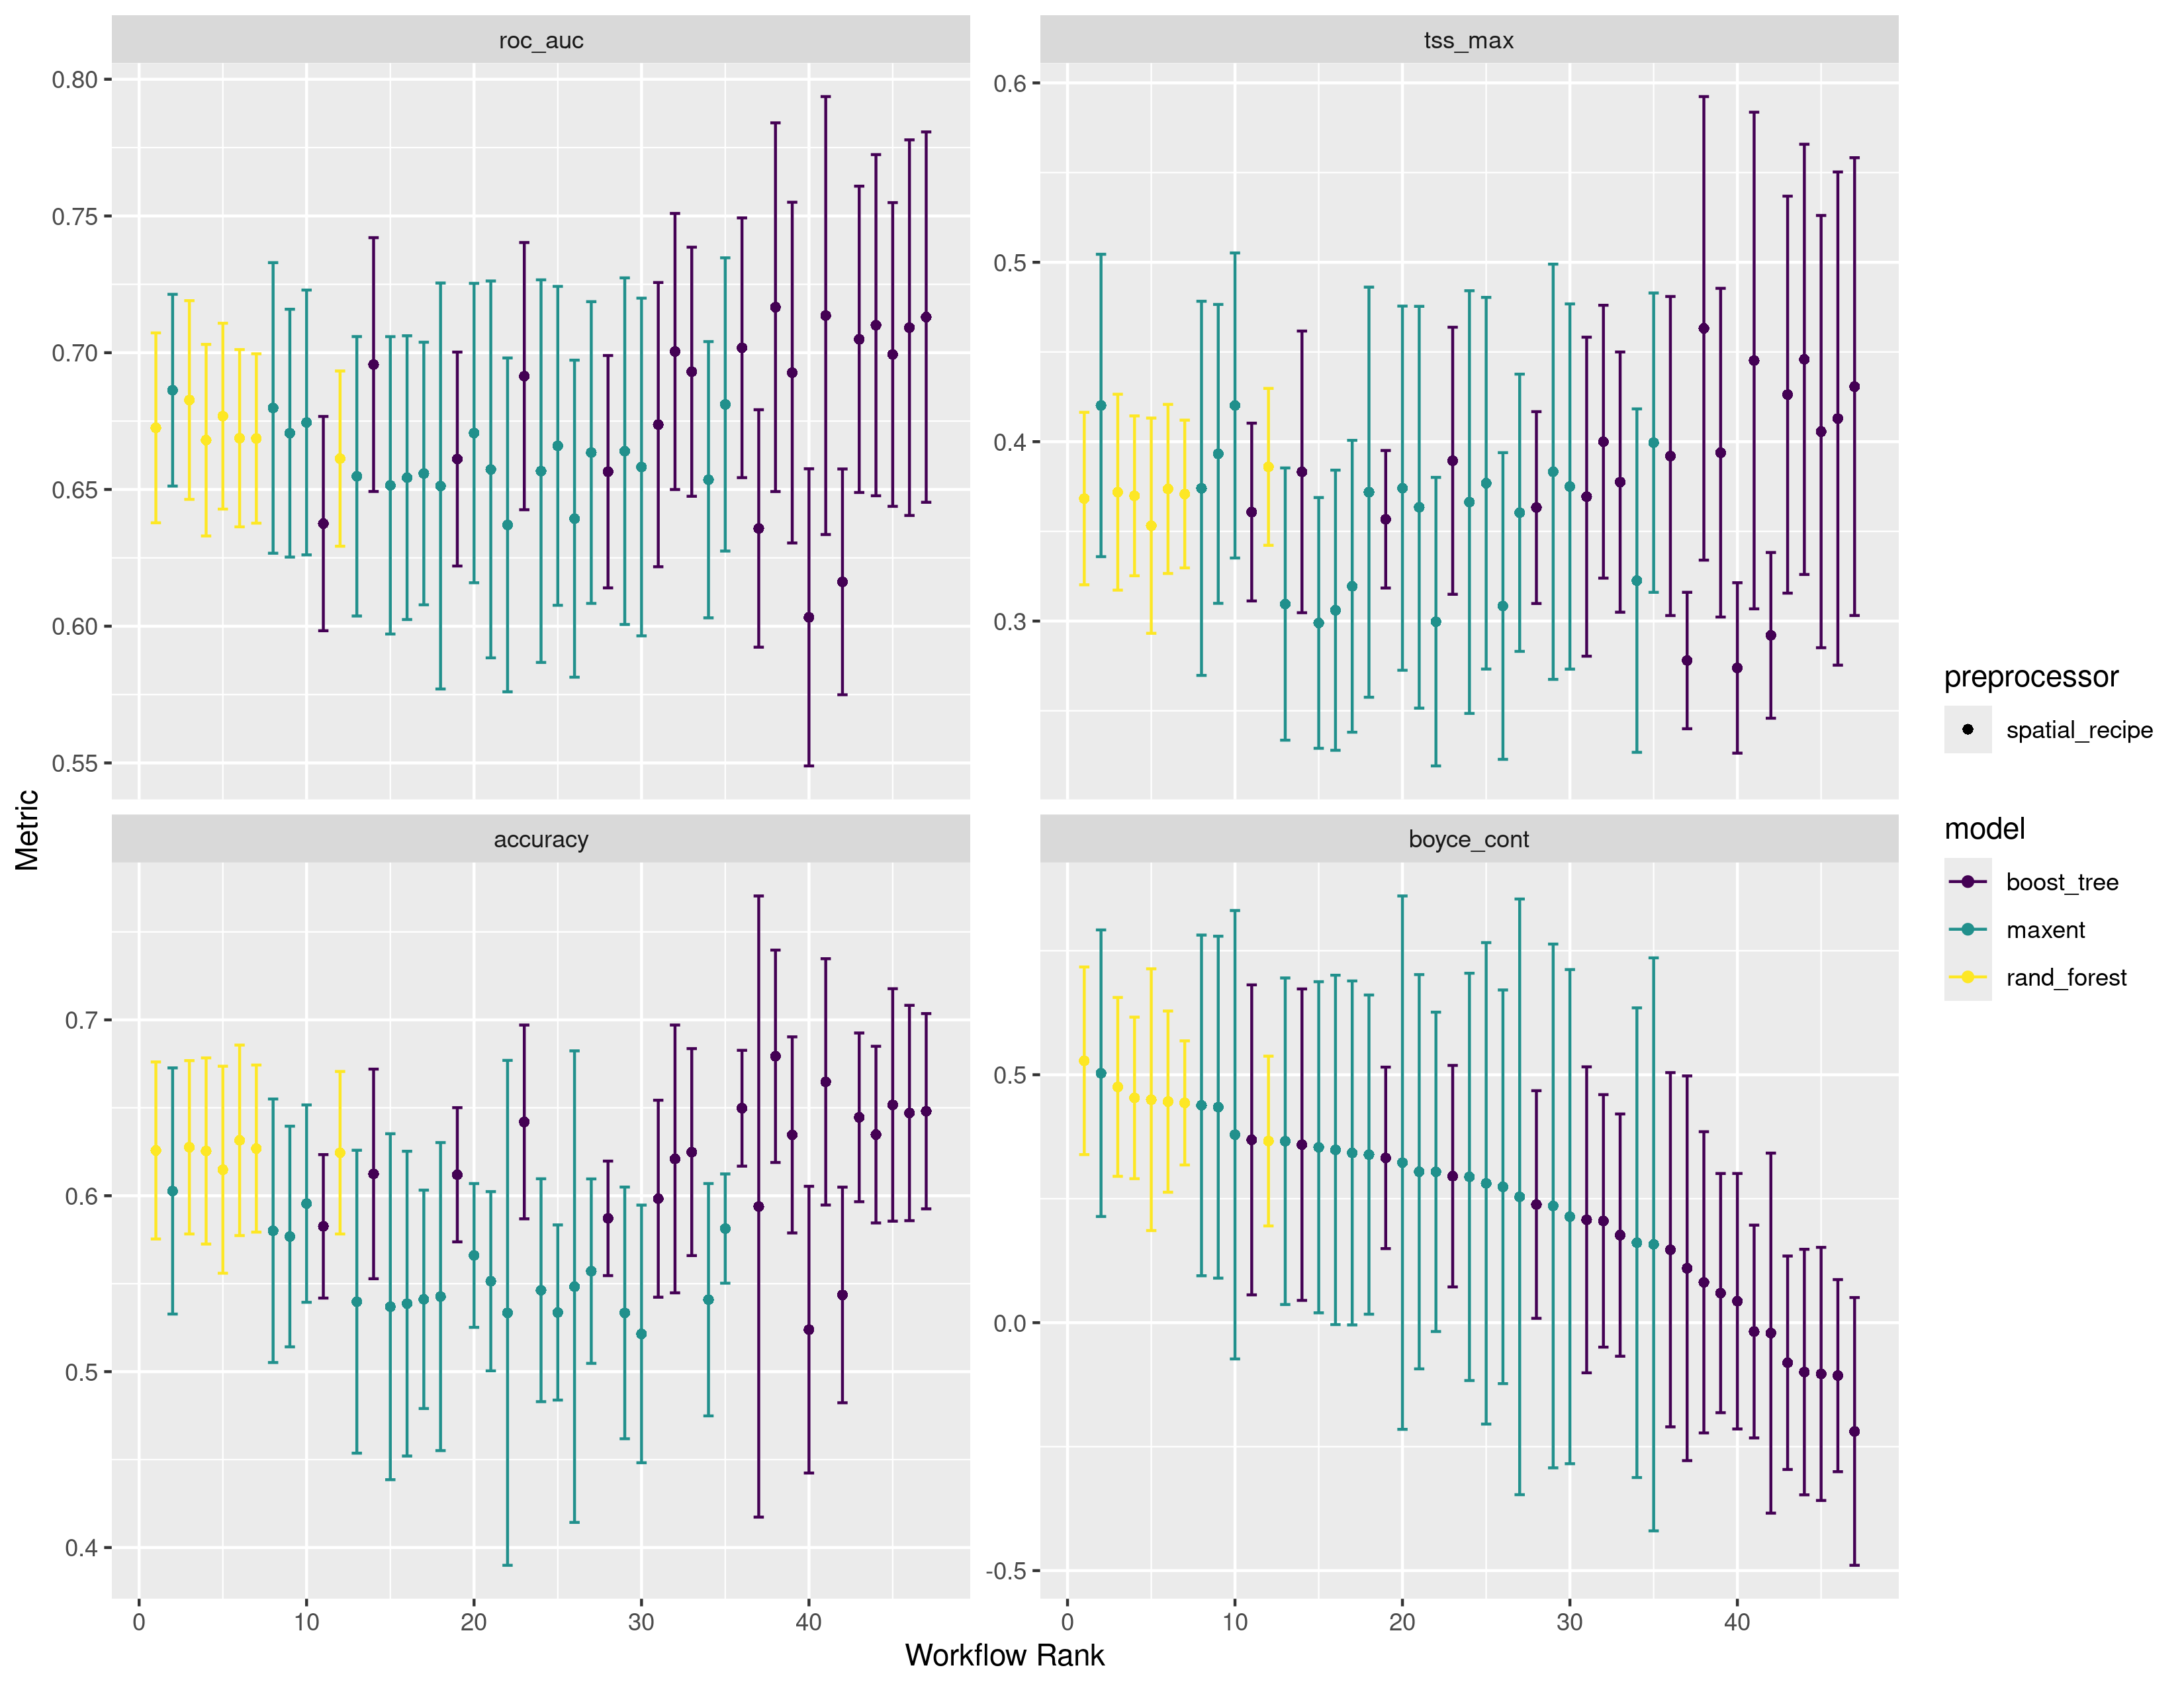 roc_auc
tss_max
0.80
0.75
0.70
0.65
0.60
0.55
0.6
0.5
0.4
0.3
accuracy
boyce_cont
0.7
0.6
0.5
0.4
0.5
0.0
-0.5
0 10 20 30 40
0 10 20 30 40
Workflow Rank
Metric
preprocessor
spatial_recipe
model
boost_tree
maxent
rand_forest